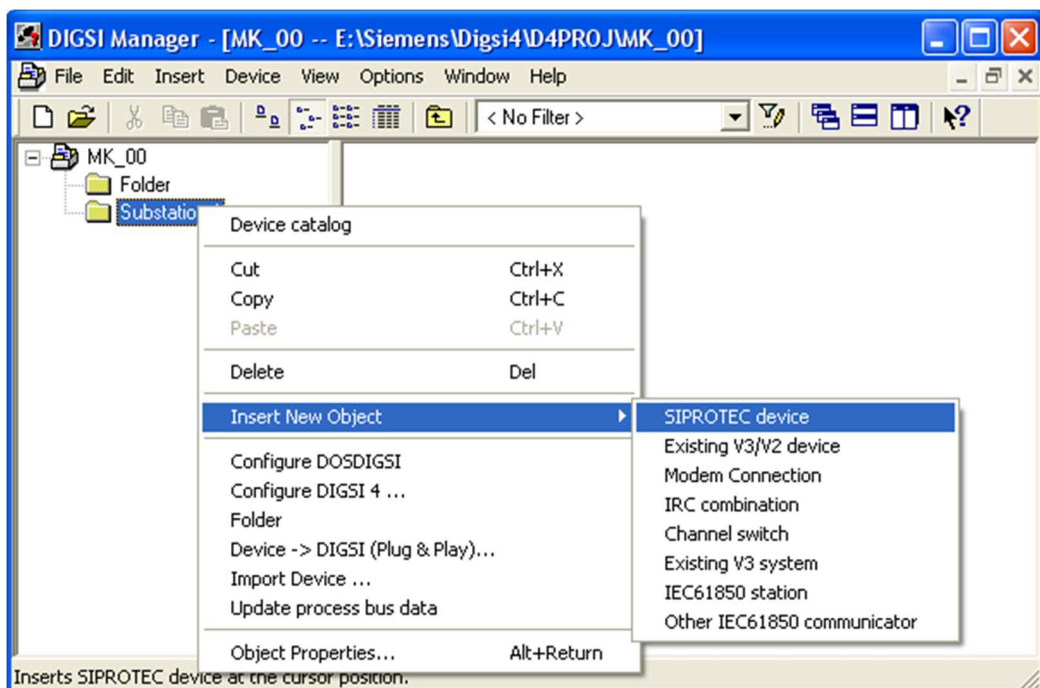 DIGSI Manager - [MK_00 -- E:\Siemens\Digsi4\D4PROJ\MK_00]
File Edit Insert Device View Options Window Help
< No Filter >
MK_00
Folder
Substatio
Device catalog
Cut Ctrl+X
Copy Ctrl+C
Paste Ctrl+V
Delete Del
Insert New Object
SIPROTEC device
Existing V3/V2 device
Modem Connection
IRC combination
Channel switch
Existing V3 system
IEC61850 station
Other IEC61850 communicator
Configure DOSDIGSI
Configure DIGSI 4 ...
Folder
Device -> DIGSI (Plug & Play)...
Import Device ...
Update process bus data
Object Properties... Alt+Return
Inserts SIPROTEC device at the cursor position.